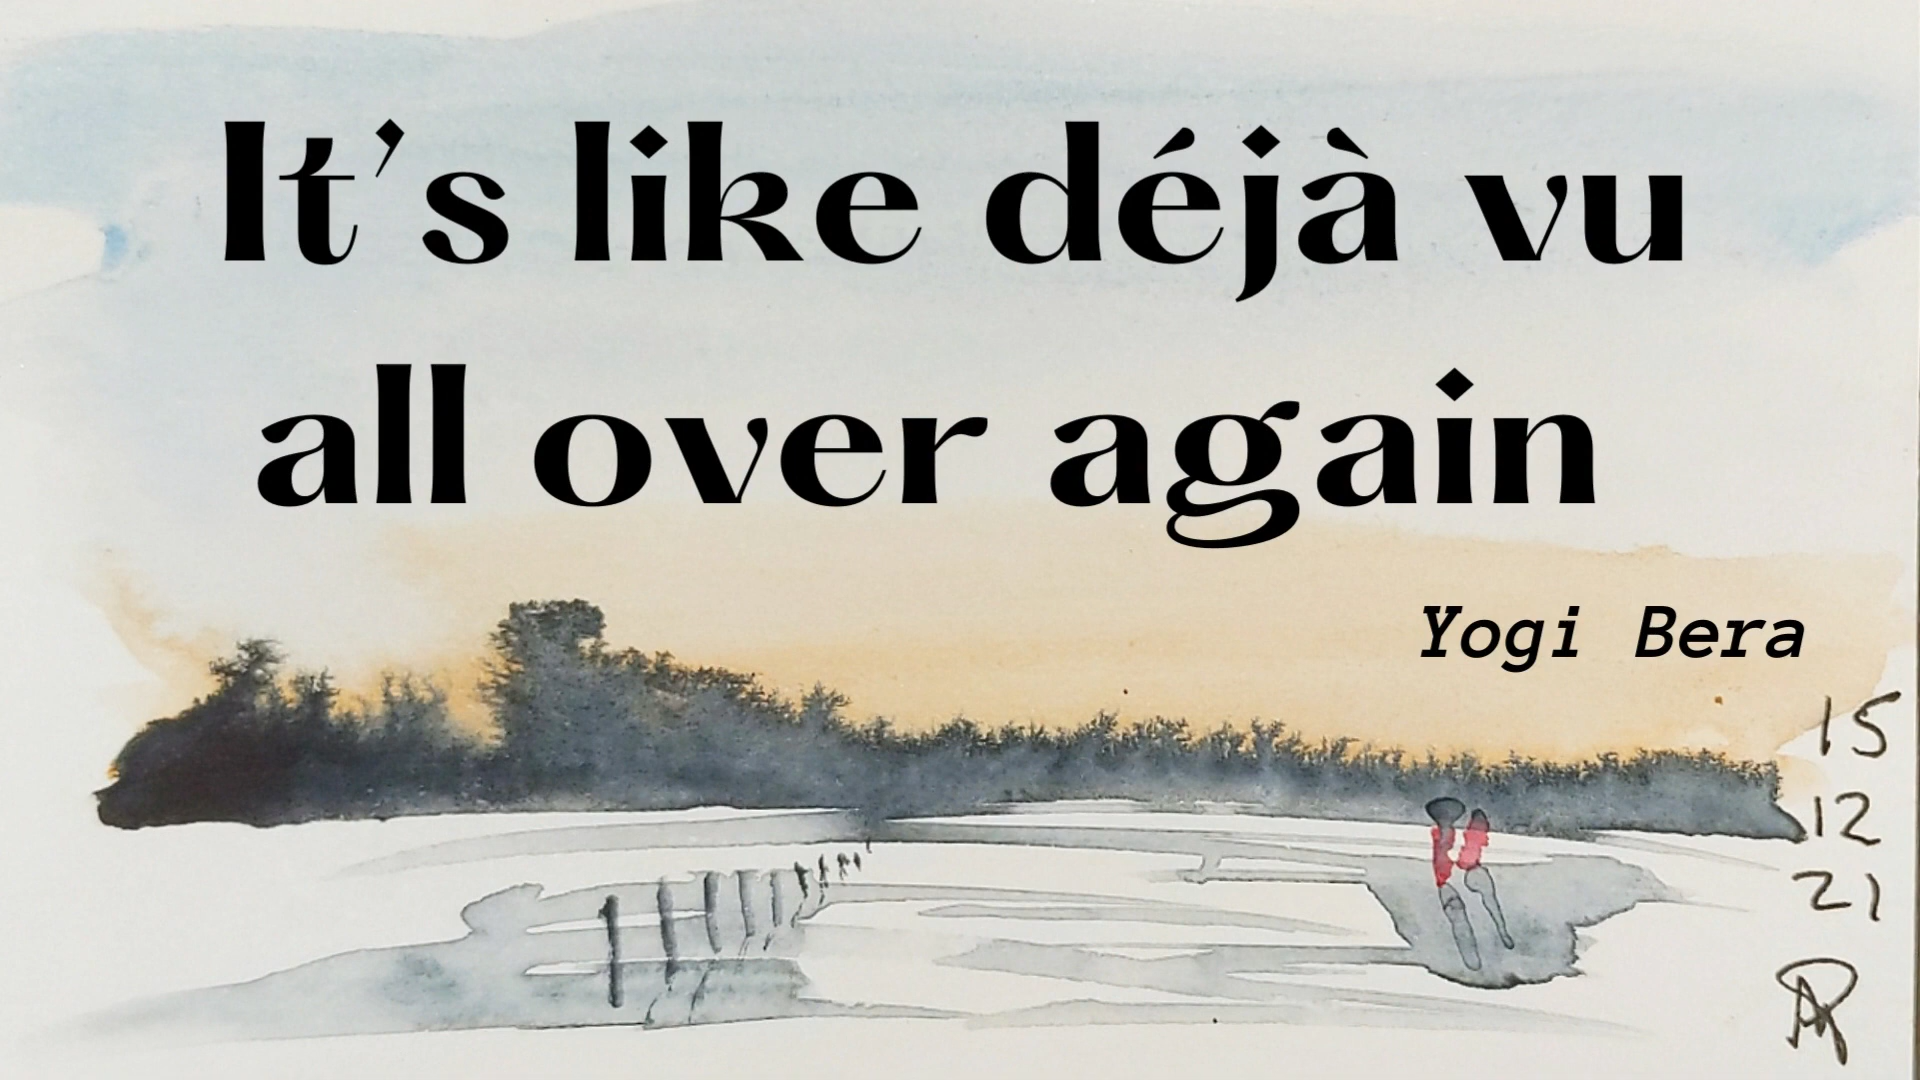 It’s like déjà vu
all over again
Yogi Bera
15
12
21